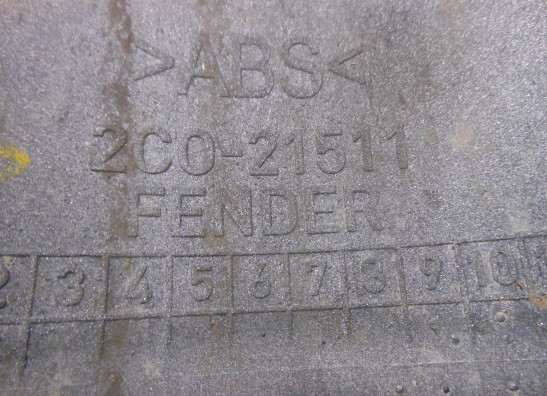 >ABS<
2C0-21511
FENDER
2 3 4 5 6 7 8 9 10